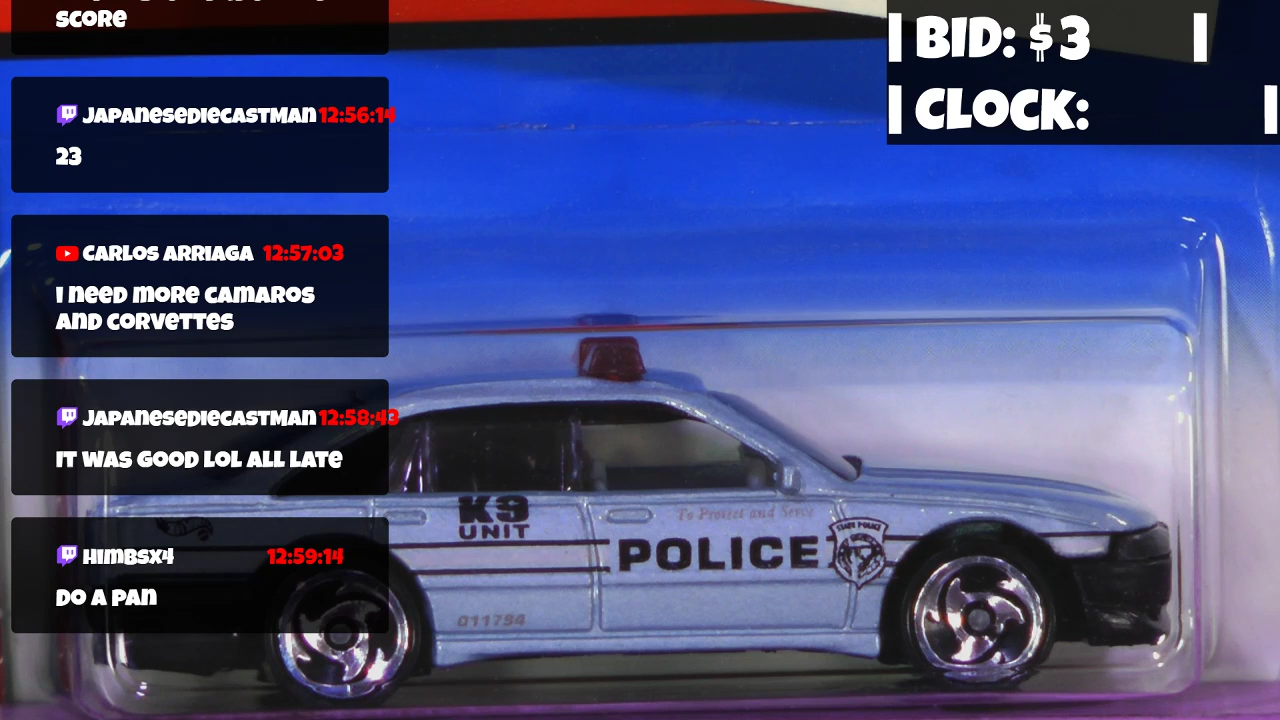 score
JAPANESEDIECASTMAN 12:56:14
23
CARLOS ARRIAGA 12:57:03
I NEED MORE CAMAROS
AND CORVETTES
JAPANESEDIECASTMAN 12:58:43
IT WAS GOOD LOL ALL LATE
HIMBSX4 12:59:14
DO A PAN
| BID: $3 |
| CLOCK: |
K9
UNIT
To Protect and Serve
POLICE
STATE POLICE
011794